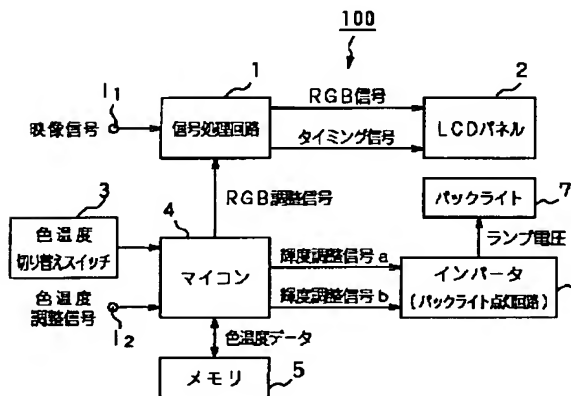 100
1
2
I1
映像信号
信号処理回路
RGB信号
タイミング信号
LCDパネル
RGB調整信号
3
4
7
色温度
切り替えスイッチ
マイコン
バックライト
ランプ電圧
輝度調整信号a
輝度調整信号b
インバータ
(バックライト点灯回路)
色温度
調整信号
I2
色温度データ
メモリ
5